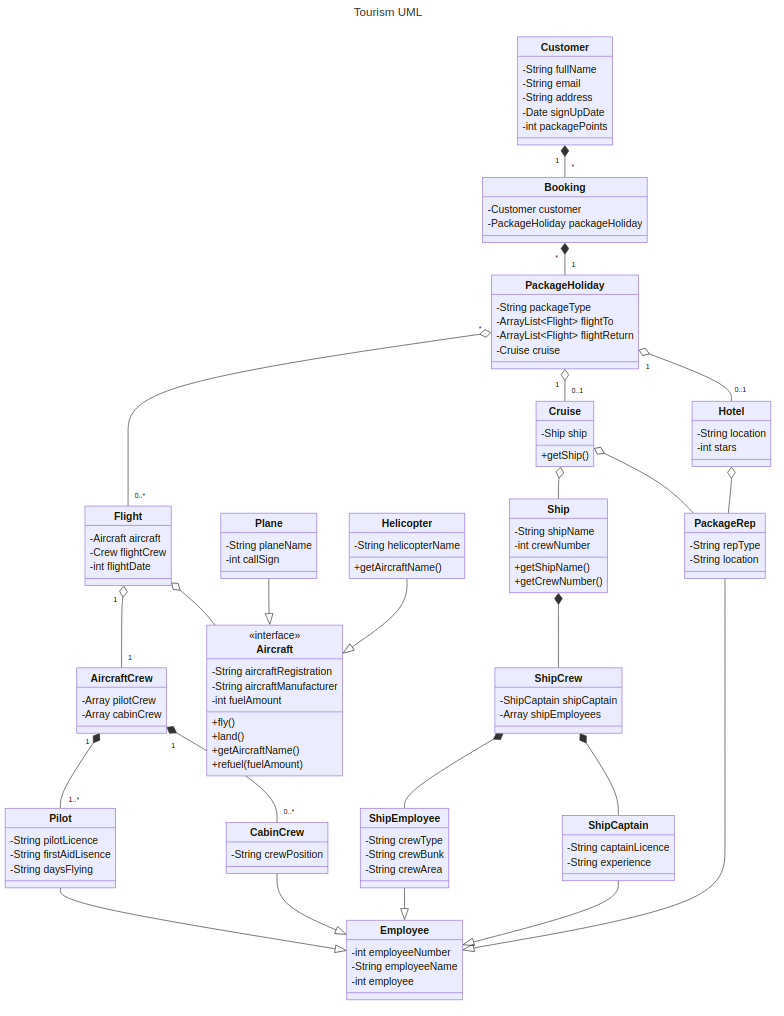 Tourism UML
Customer
-String fullName
-String email
-String address
-Date signUpDate
-int packagePoints
1
*
Booking
-Customer customer
-PackageHoliday packageHoliday
*
1
PackageHoliday
-String packageType
-ArrayList<Flight> flightTo
-ArrayList<Flight> flightReturn
-Cruise cruise
*
1
0..1
1
0..1
Cruise
-Ship ship
+getShip()
Hotel
-String location
-int stars
0..*
Flight
-Aircraft aircraft
-Crew flightCrew
-int flightDate
Plane
-String planeName
-int callSign
Helicopter
-String helicopterName
+getAircraftName()
Ship
-String shipName
-int crewNumber
+getShipName()
+getCrewNumber()
PackageRep
-String repType
-String location
1
1
«interface»
Aircraft
-String aircraftRegistration
-String aircraftManufacturer
-int fuelAmount
+fly()
+land()
+getAircraftName()
+refuel(fuelAmount)
AircraftCrew
-Array pilotCrew
-Array cabinCrew
ShipCrew
-ShipCaptain shipCaptain
-Array shipEmployees
1
1
1..*
0..*
Pilot
-String pilotLicence
-String firstAidLisence
-String daysFlying
CabinCrew
-String crewPosition
ShipEmployee
-String crewType
-String crewBunk
-String crewArea
ShipCaptain
-String captainLicence
-String experience
Employee
-int employeeNumber
-String employeeName
-int employee